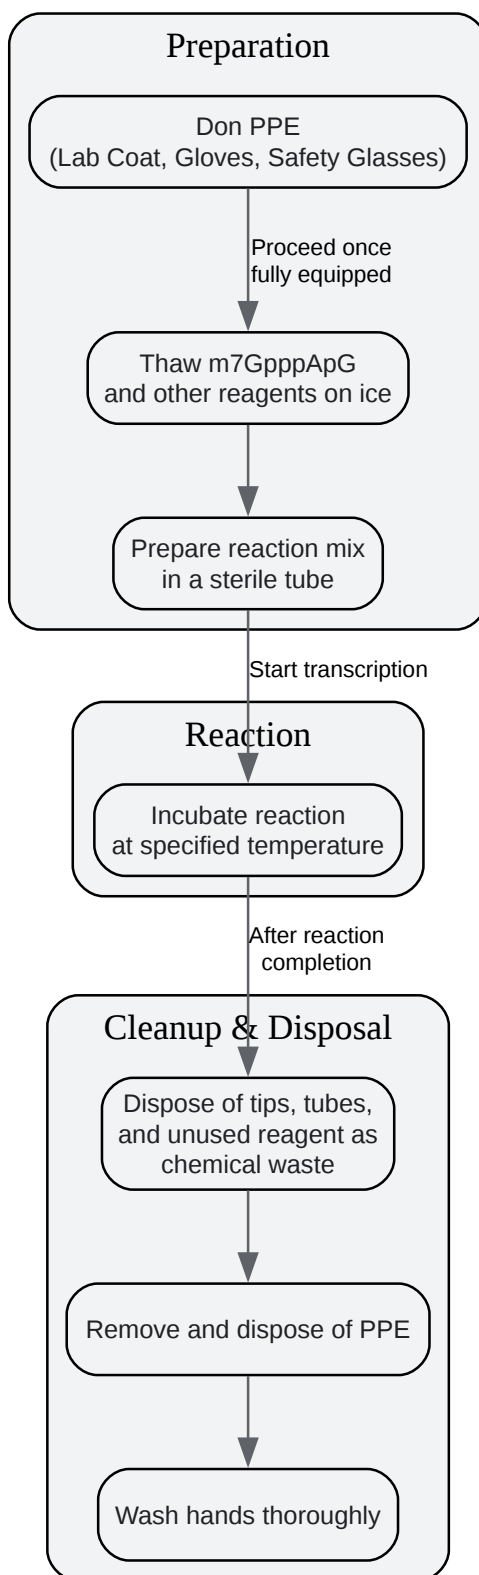 Preparation
Don PPE
(Lab Coat, Gloves, Safety Glasses)
Proceed once
fully equipped
Thaw m7GpppApG
and other reagents on ice
Prepare reaction mix
in a sterile tube
Start transcription
Reaction
Incubate reaction
at specified temperature
After reaction
completion
Cleanup & Disposal
Dispose of tips, tubes,
and unused reagent as
chemical waste
Remove and dispose of PPE
Wash hands thoroughly